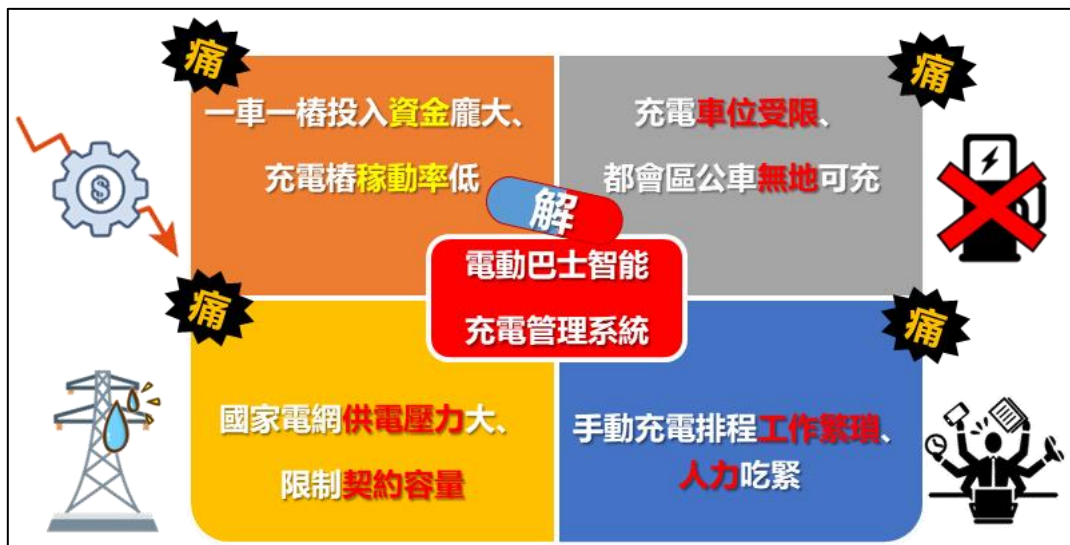 痛
一車一樁投入資金龐大、
充電樁稼動率低
痛
充電車位受限、
都會區公車無地可充
解
電動巴士智能
充電管理系統
痛
國家電網供電壓力大、
限制契約容量
痛
手動充電排程工作繁瑣、
人力吃緊
$